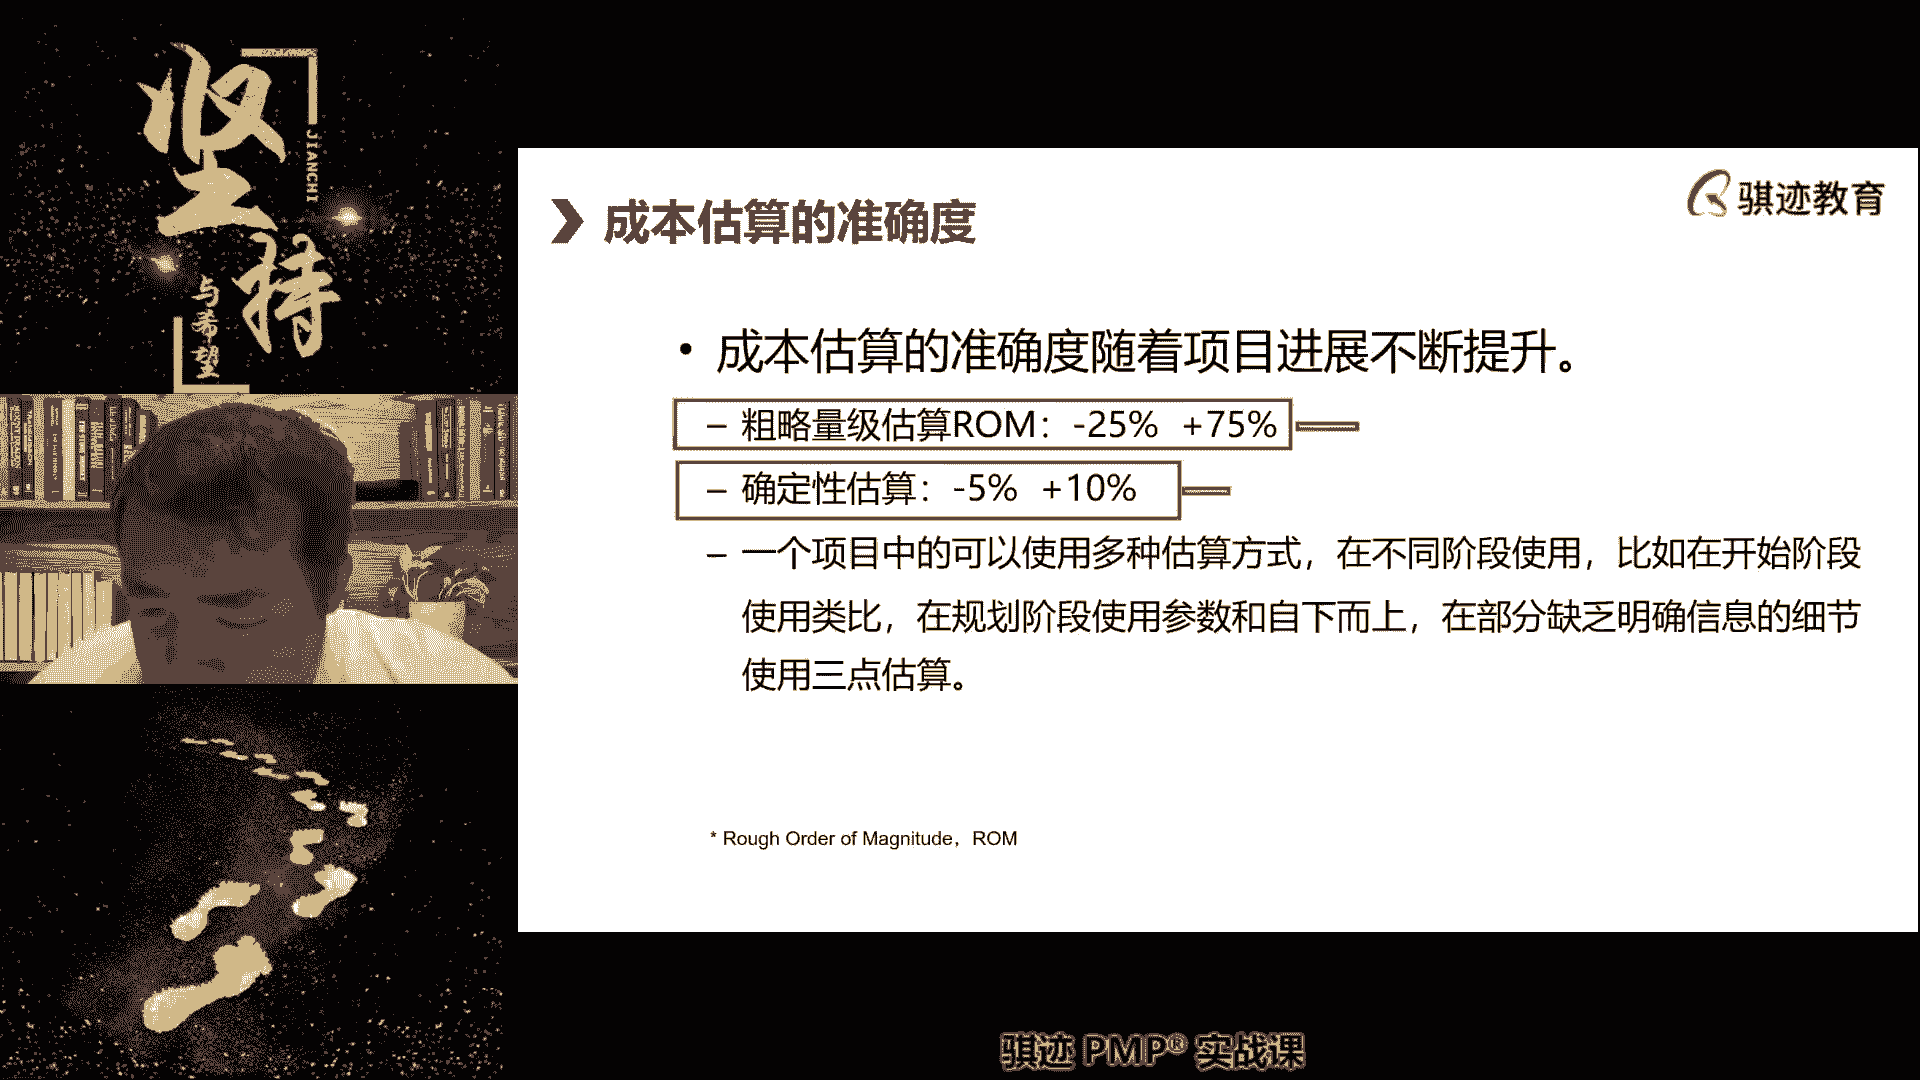 坚持
JIANCHI
与希望
骐迹教育
成本估算的准确度
• 成本估算的准确度随着项目进展不断提升。
– 粗略量级估算ROM：-25% +75%
– 确定性估算：-5% +10%
– 一个项目中的可以使用多种估算方式，在不同阶段使用，比如在开始阶段
使用类比，在规划阶段使用参数和自下而上，在部分缺乏明确信息的细节
使用三点估算。
* Rough Order of Magnitude，ROM
骐迹 PMP® 实战课